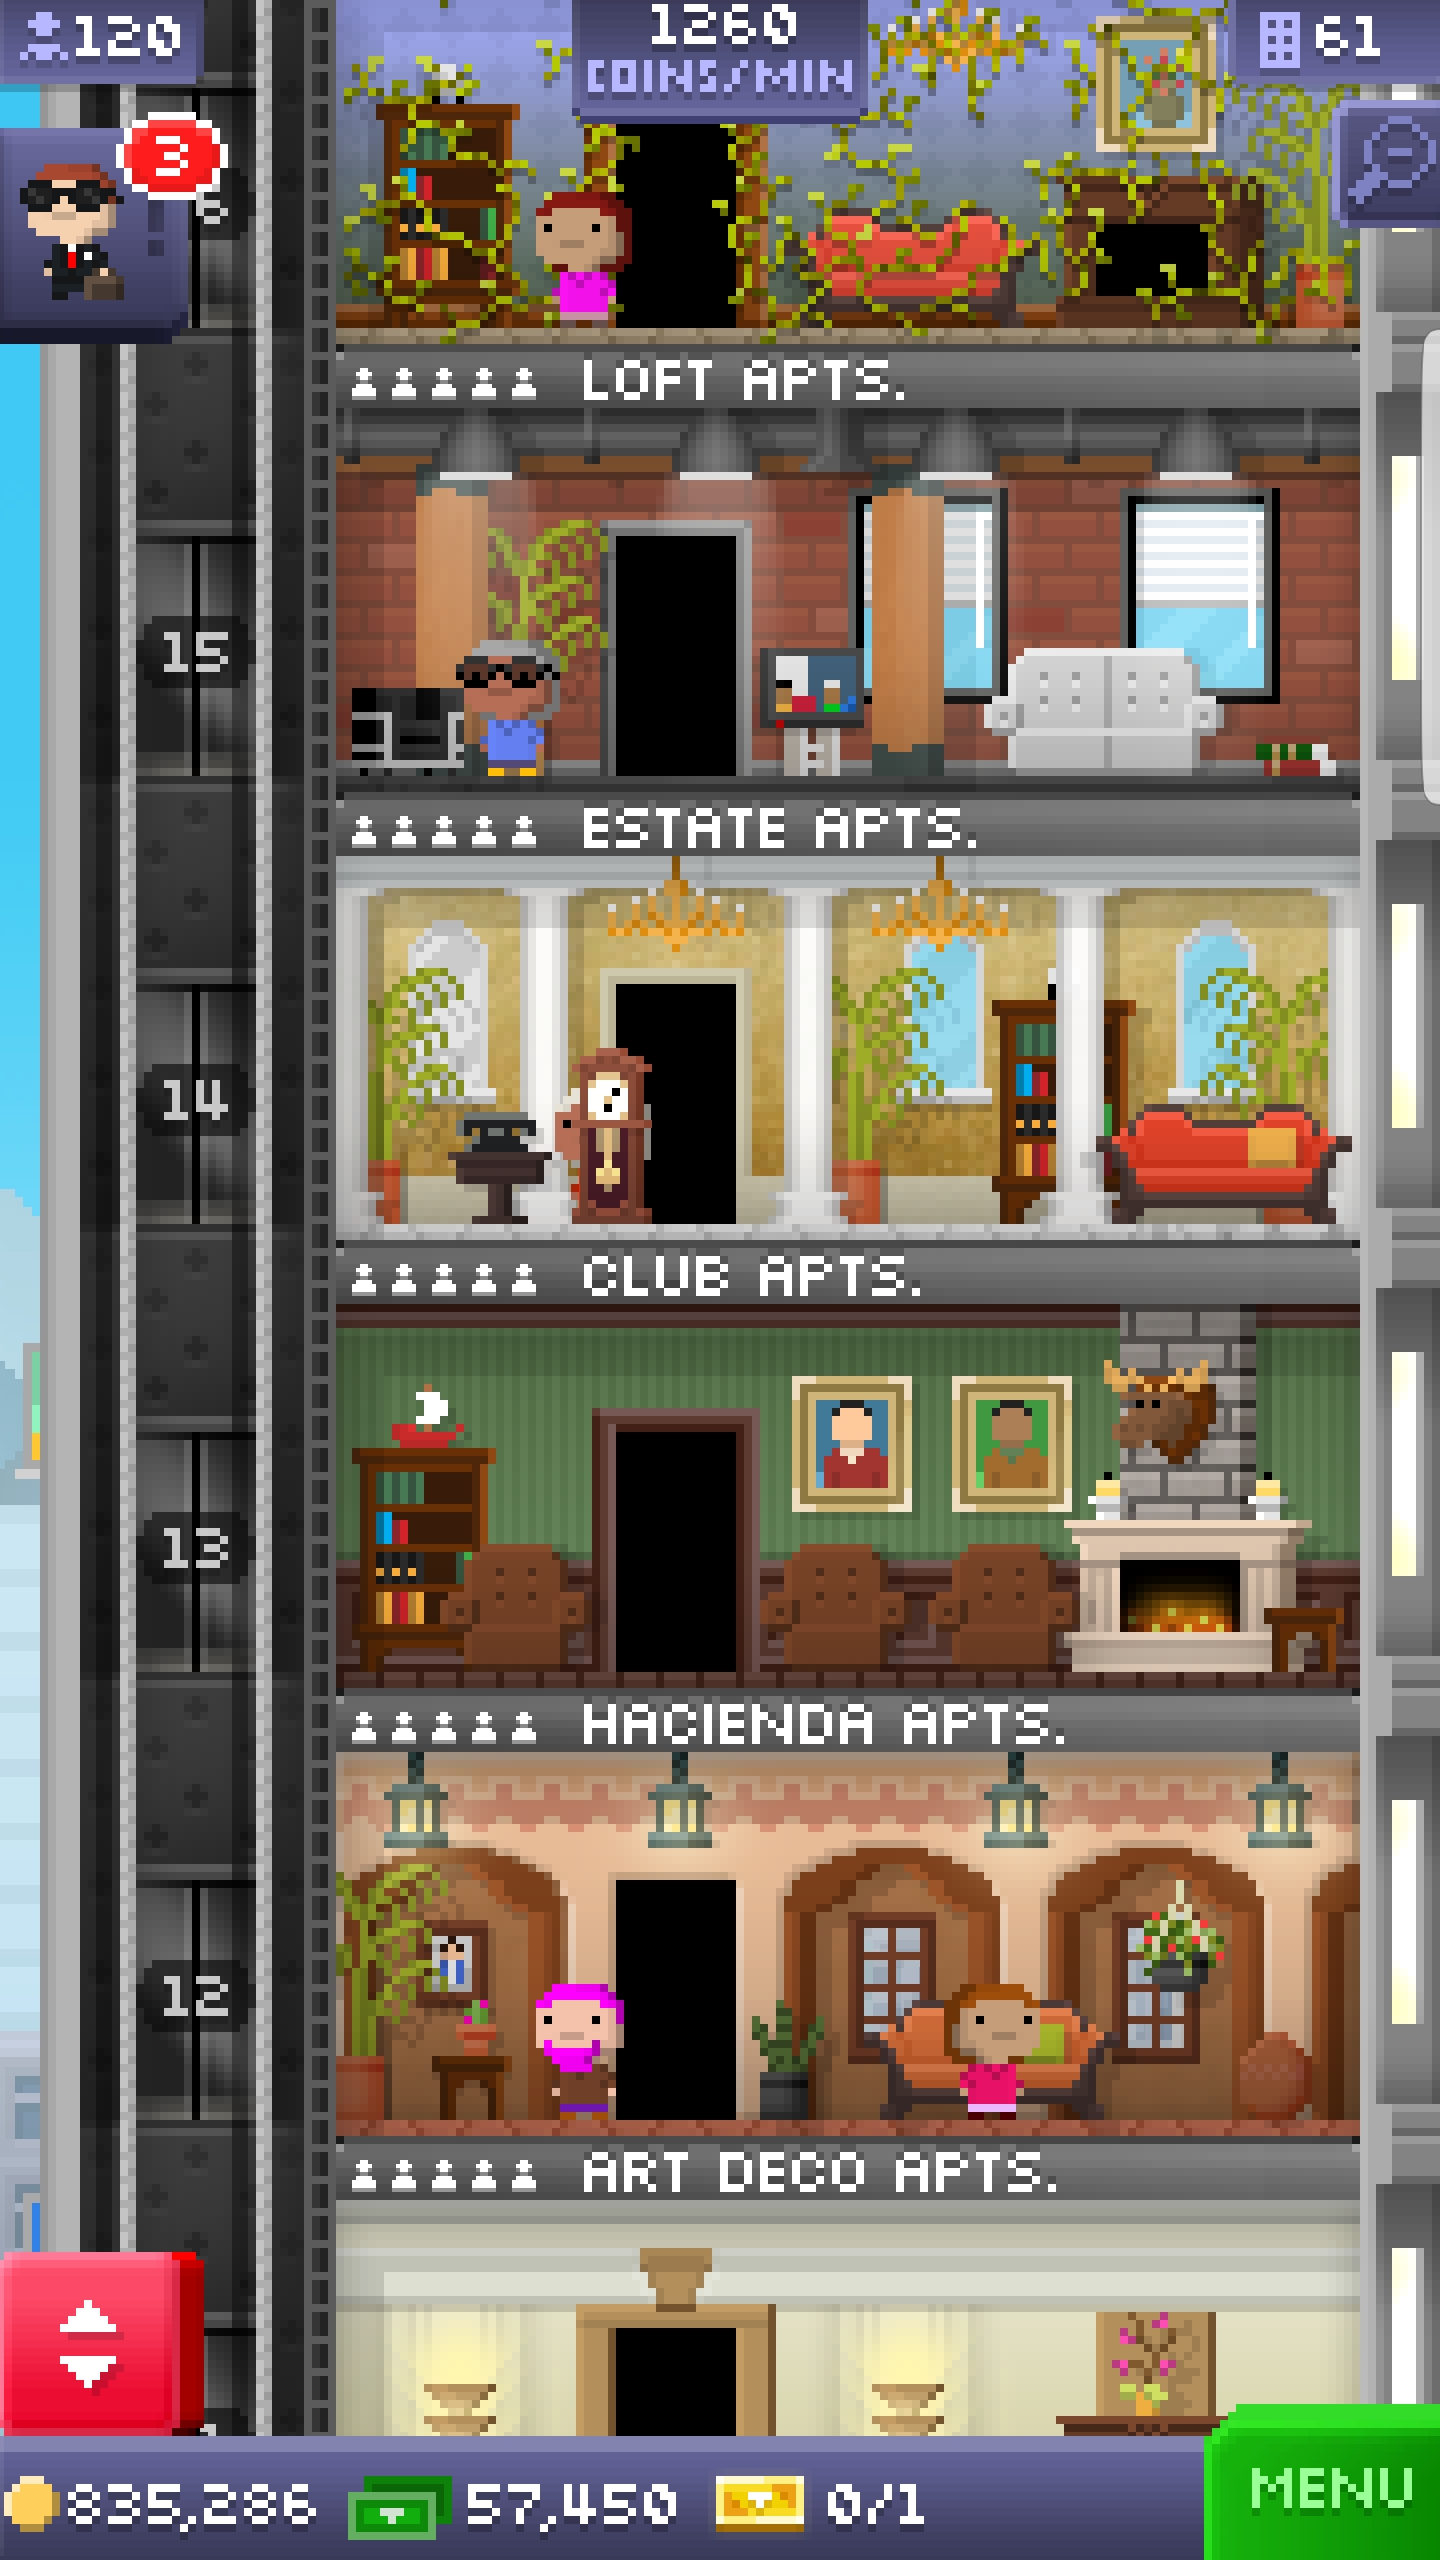 120
1260
COINS/MIN
61
3
LOFT APTS.
15
ESTATE APTS.
14
CLUB APTS.
13
HACIENDA APTS.
12
ART DECO APTS.
835,286
57,450
0/1
MENU